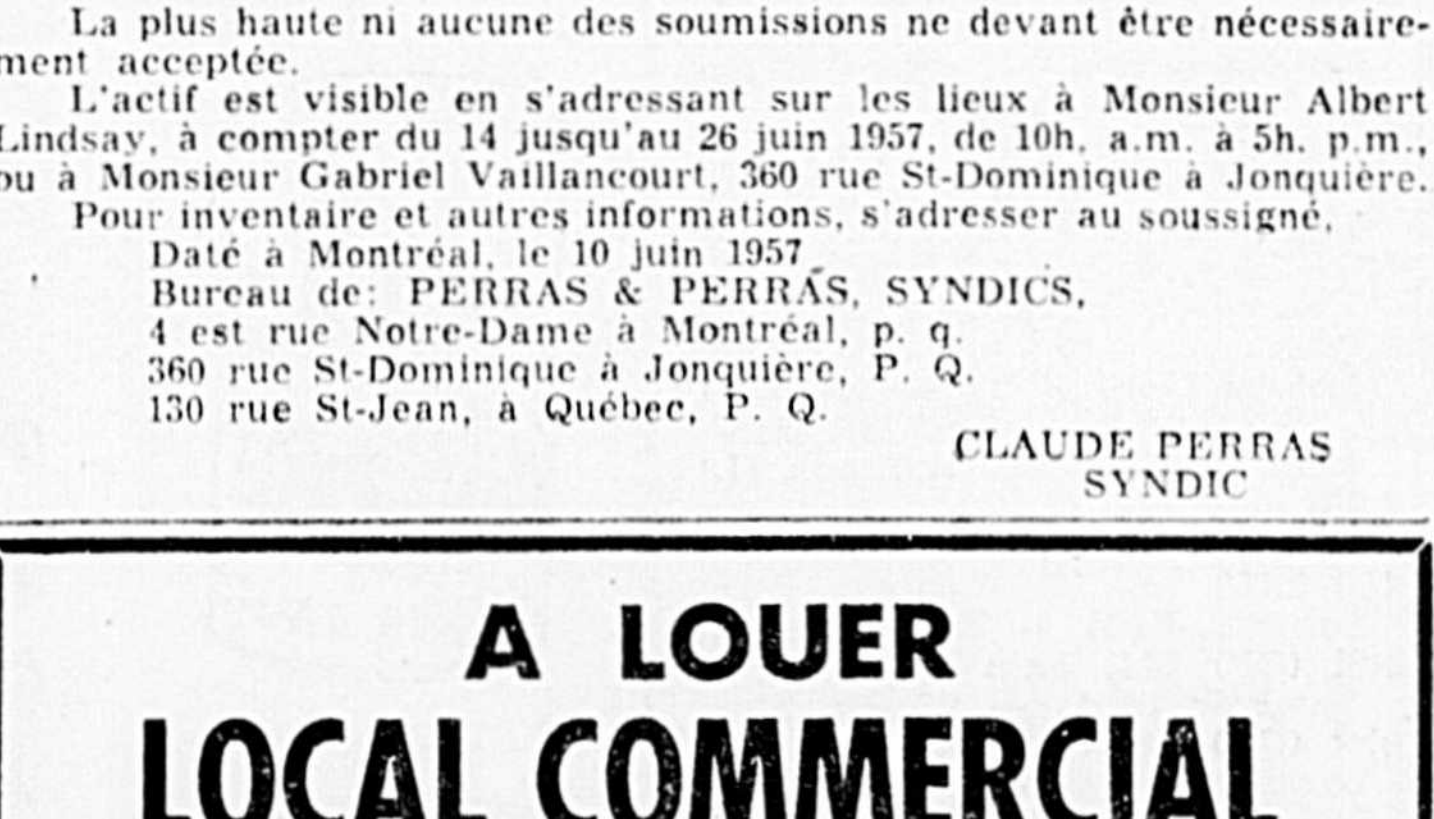 La plus haute ni aucune des soumissions ne devant être nécessaire-
ment acceptée.
L'actif est visible en s'adressant sur les lieux à Monsieur Albert
Lindsay, à compter du 14 jusqu'au 26 juin 1957, de 10h. a.m. à 5h. p.m.,
ou à Monsieur Gabriel Vaillancourt, 360 rue St-Dominique à Jonquière.
Pour inventaire et autres informations, s'adresser au soussigné.
Daté à Montréal, le 10 juin 1957
Bureau de: PERRAS & PERRAS, SYNDICS,
4 est rue Notre-Dame à Montréal, p. q.
360 rue St-Dominique à Jonquière, P. Q.
130 rue St-Jean, à Québec, P. Q.
CLAUDE PERRAS
SYNDIC
A LOUER
LOCAL COMMERCIAL